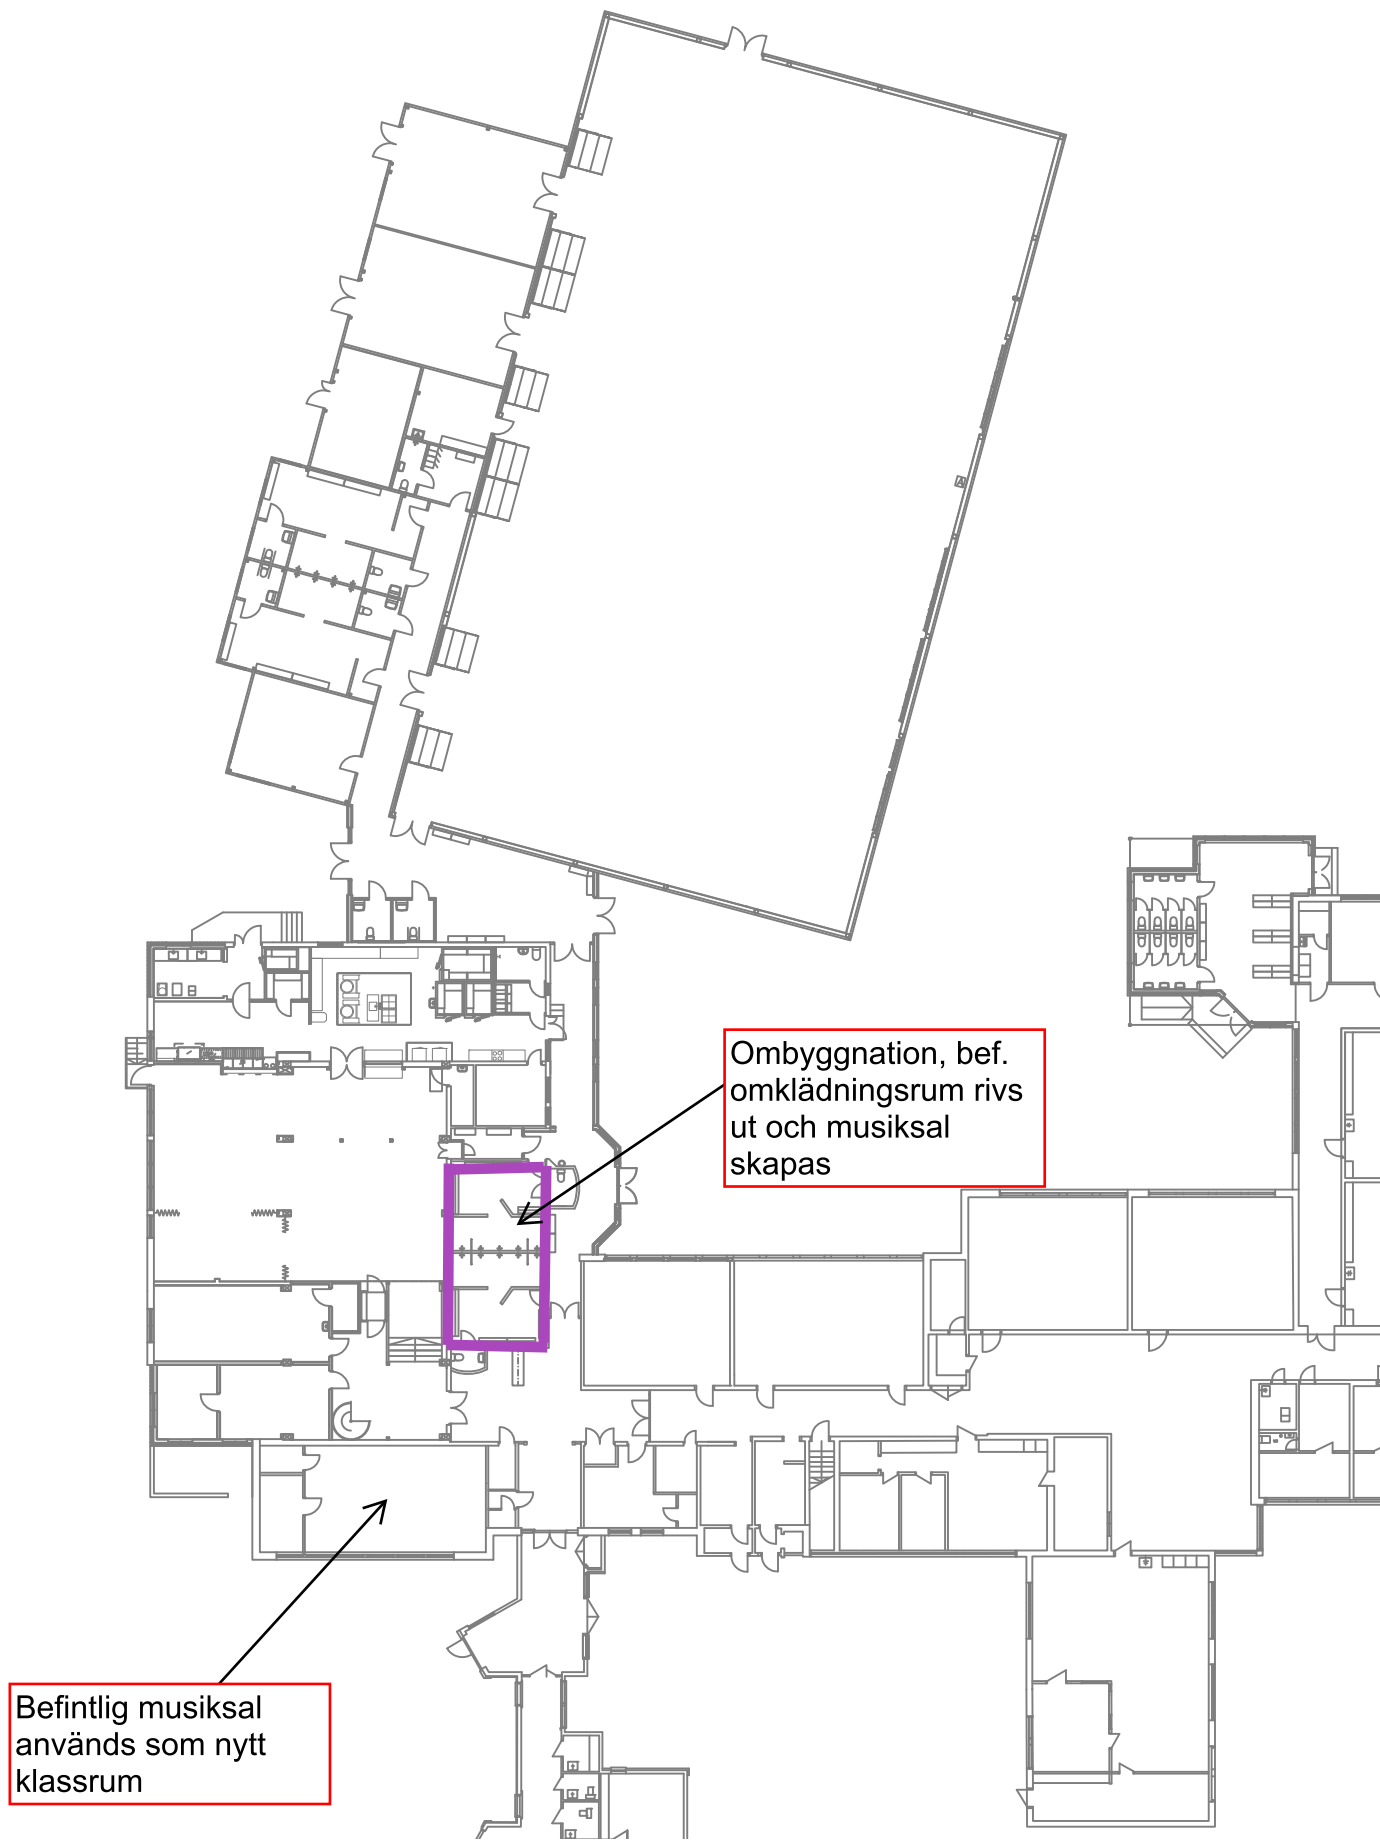 Ombyggnation, bef.
omklädningsrum rivs
ut och musiksal
skapas
Befintlig musiksal
används som nytt
klassrum